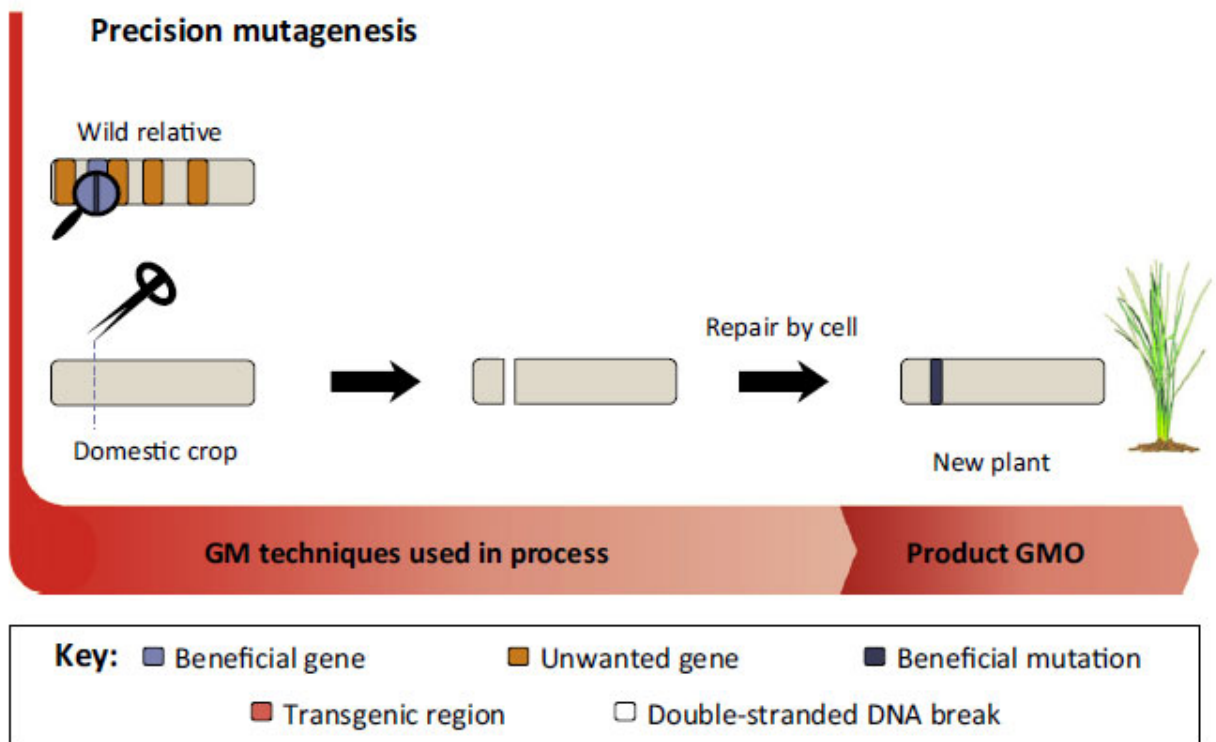 Precision mutagenesis
Wild relative
Repair by cell
Domestic crop
New plant
GM techniques used in process
Product GMO
Key: Beneficial gene Unwanted gene Beneficial mutation
Transgenic region Double-stranded DNA break